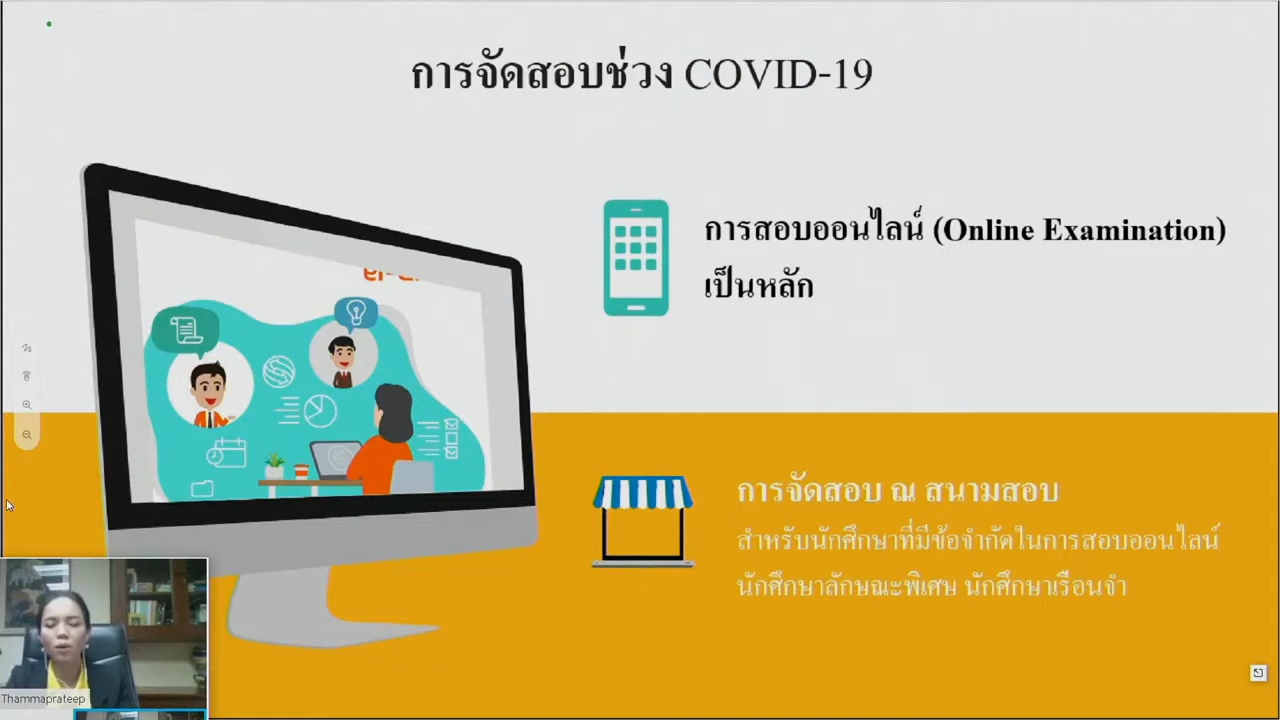 การจัดสอบช่วง COVID-19
การสอบออนไลน์ (Online Examination)
เป็นหลัก
การจัดสอบ ณ สนามสอบ
สำหรับนักศึกษาที่มีข้อจำกัดในการสอบออนไลน์
นักศึกษาลักษณะพิเศษ นักศึกษาเรือนจำ
Thammaprateep